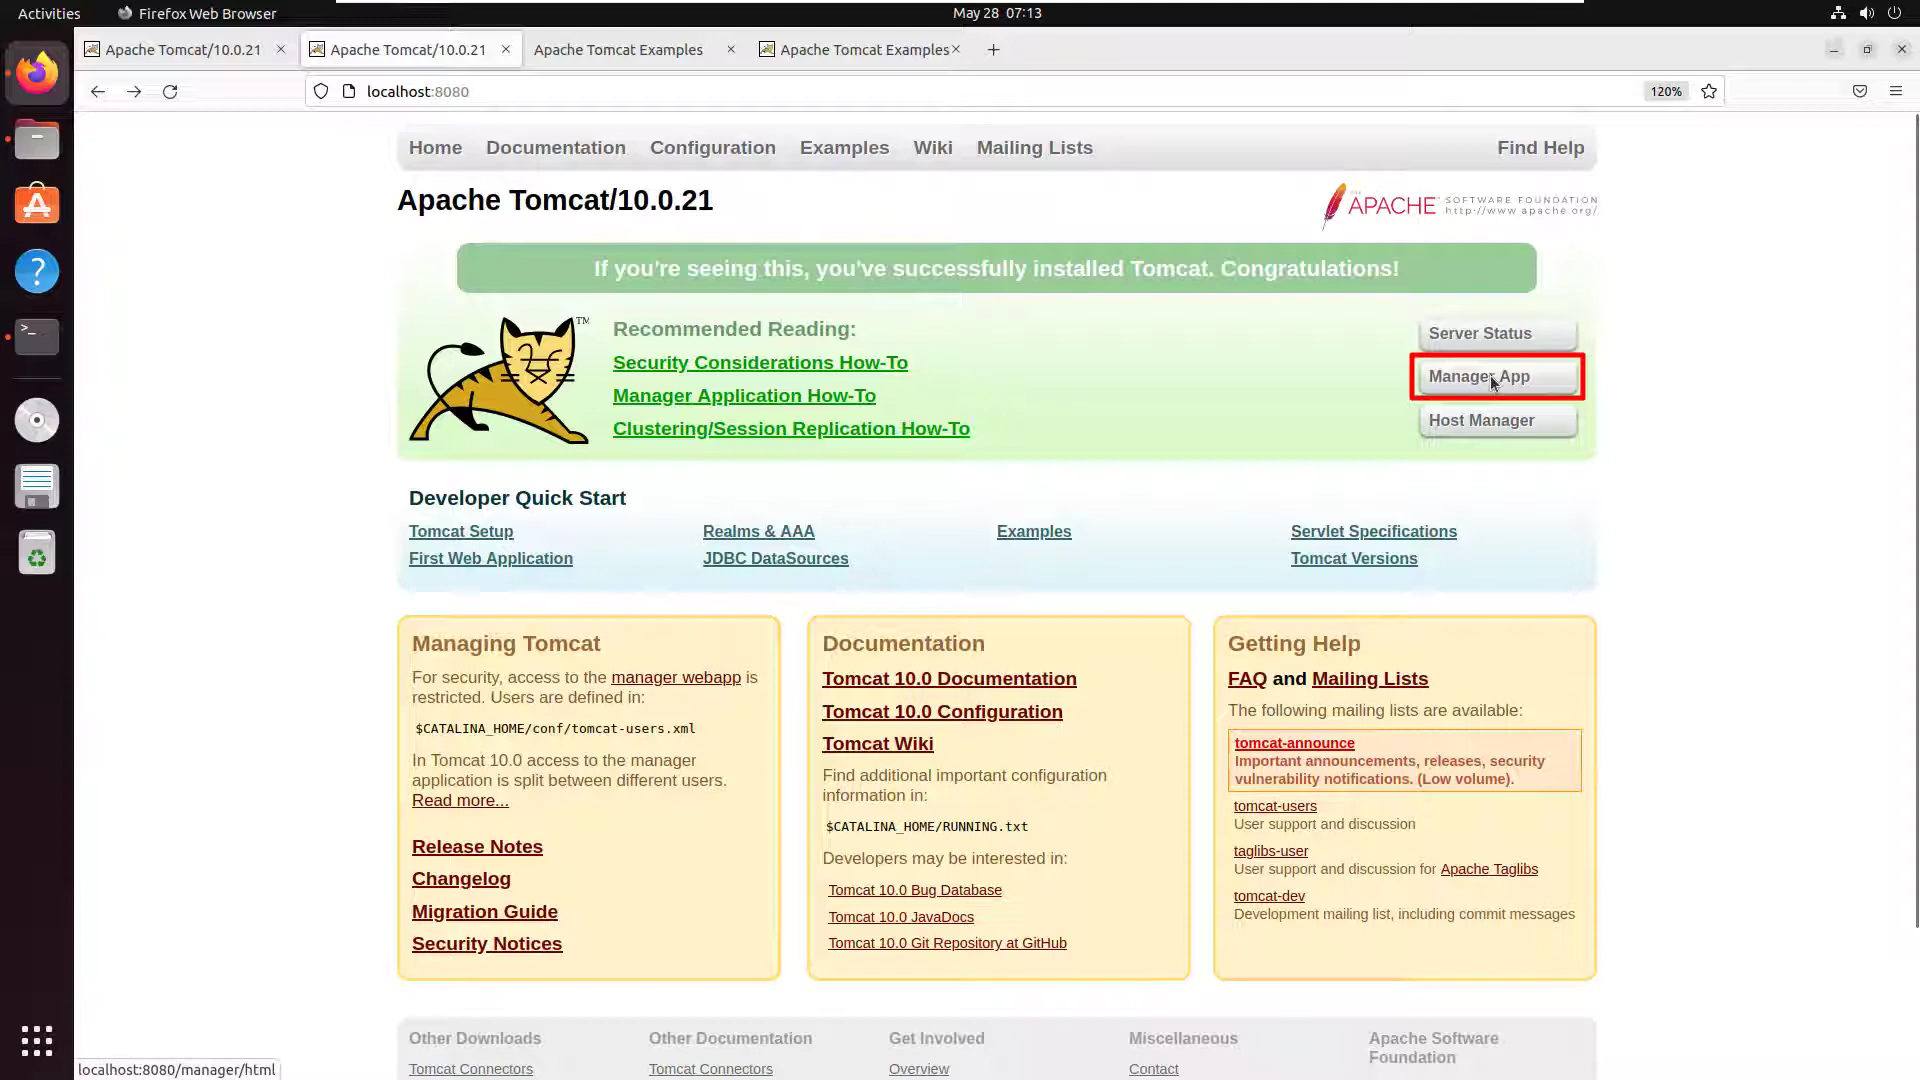 Activities
Firefox Web Browser
May 28 07:13
Apache Tomcat/10.0.21
Apache Tomcat/10.0.21
Apache Tomcat Examples
Apache Tomcat Examples
localhost:8080
120%
Home
Documentation
Configuration
Examples
Wiki
Mailing Lists
Find Help
Apache Tomcat/10.0.21
APACHE
SOFTWARE FOUNDATION
http://www.apache.org/
If you're seeing this, you've successfully installed Tomcat. Congratulations!
TM
Recommended Reading:
Security Considerations How-To
Manager Application How-To
Clustering/Session Replication How-To
Server Status
Manager App
Host Manager
Developer Quick Start
Tomcat Setup
First Web Application
Realms & AAA
JDBC DataSources
Examples
Servlet Specifications
Tomcat Versions
Managing Tomcat
For security, access to the manager webapp is
restricted. Users are defined in:
$CATALINA_HOME/conf/tomcat-users.xml
In Tomcat 10.0 access to the manager
application is split between different users.
Read more...
Release Notes
Changelog
Migration Guide
Security Notices
Documentation
Tomcat 10.0 Documentation
Tomcat 10.0 Configuration
Tomcat Wiki
Find additional important configuration
information in:
$CATALINA_HOME/RUNNING.txt
Developers may be interested in:
Tomcat 10.0 Bug Database
Tomcat 10.0 JavaDocs
Tomcat 10.0 Git Repository at GitHub
Getting Help
FAQ and Mailing Lists
The following mailing lists are available:
tomcat-announce
Important announcements, releases, security
vulnerability notifications. (Low volume).
tomcat-users
User support and discussion
taglibs-user
User support and discussion for Apache Taglibs
tomcat-dev
Development mailing list, including commit messages
Other Downloads
Tomcat Connectors
Other Documentation
Tomcat Connectors
Get Involved
Overview
Miscellaneous
Contact
Apache Software
Foundation
localhost:8080/manager/html